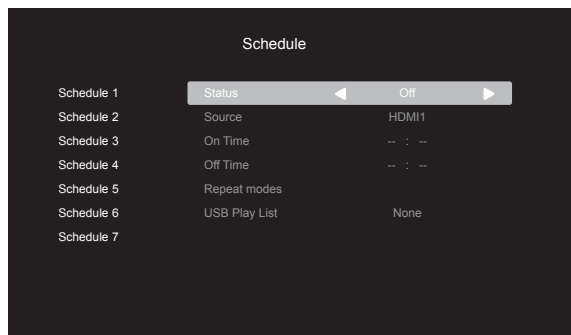 Schedule
Schedule 1 Status Off
Schedule 2 Source HDMI1
Schedule 3 On Time -- : --
Schedule 4 Off Time -- : --
Schedule 5 Repeat modes
Schedule 6 USB Play List None
Schedule 7